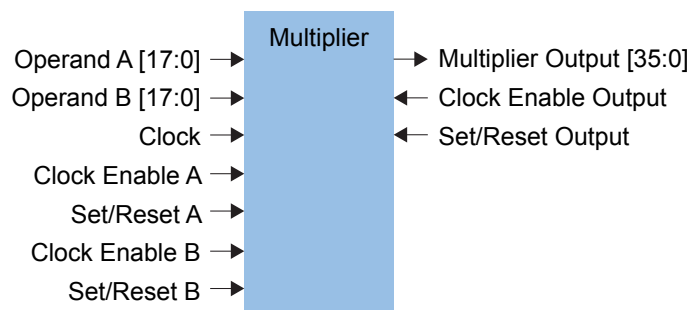 Multiplier
Operand A [17:0]
Operand B [17:0]
Clock
Clock Enable A
Set/Reset A
Clock Enable B
Set/Reset B
Multiplier Output [35:0]
Clock Enable Output
Set/Reset Output